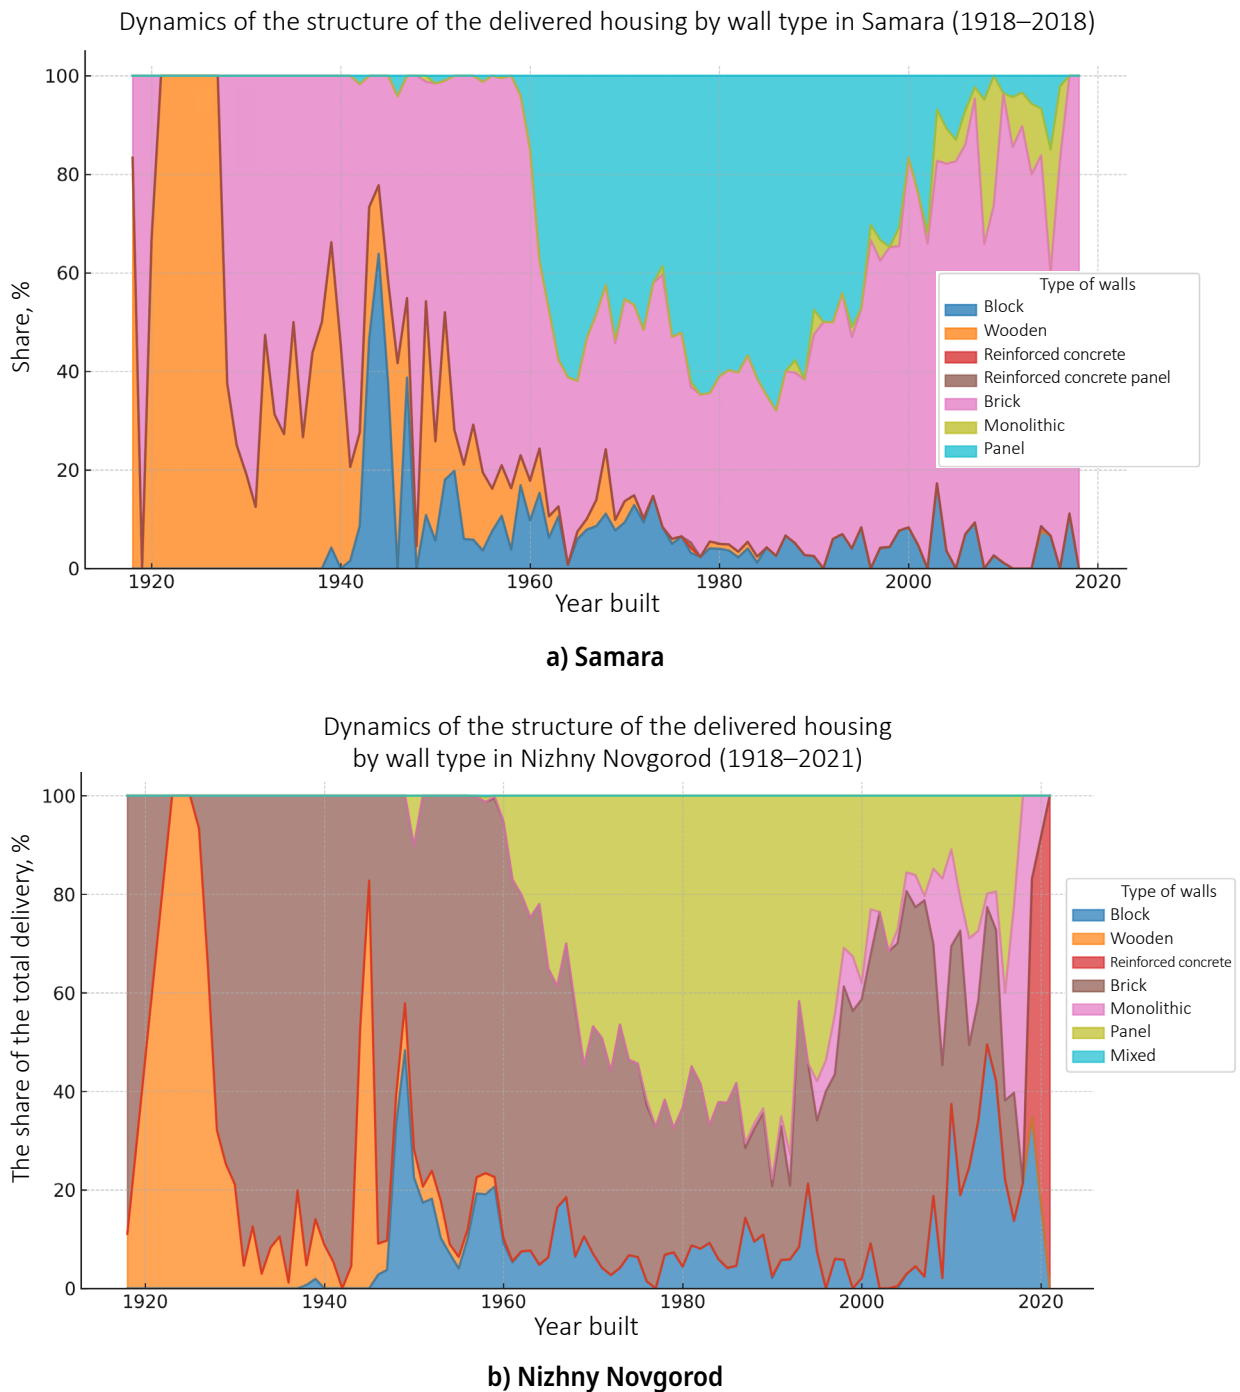 Dynamics of the structure of the delivered housing by wall type in Samara (1918–2018)
Share, %
100
80
60
40
20
0
1920 1940 1960 1980 2000 2020
Year built
Type of walls
Block
Wooden
Reinforced concrete
Reinforced concrete panel
Brick
Monolithic
Panel
a) Samara
Dynamics of the structure of the delivered housing
by wall type in Nizhny Novgorod (1918–2021)
The share of the total delivery, %
100
80
60
40
20
0
1920 1940 1960 1980 2000 2020
Year built
Type of walls
Block
Wooden
Reinforced concrete
Brick
Monolithic
Panel
Mixed
b) Nizhny Novgorod